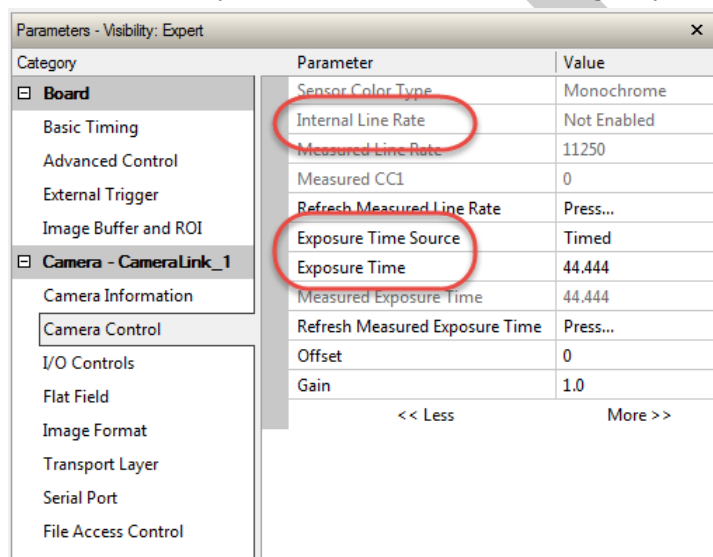 Parameters - Visibility: Expert x
Category Parameter Value
Board Sensor Color Type Monochrome
Basic Timing Internal Line Rate Not Enabled
Advanced Control Measured Line Rate 11250
External Trigger Measured CC1 0
Image Buffer and ROI Refresh Measured Line Rate Press...
Exposure Time Source Timed
Camera - CameraLink_1 Exposure Time 44.444
Camera Information Measured Exposure Time 44.444
Camera Control Refresh Measured Exposure Time Press...
I/O Controls Offset 0
Flat Field Gain 1.0
Image Format << Less More >>
Transport Layer
Serial Port
File Access Control